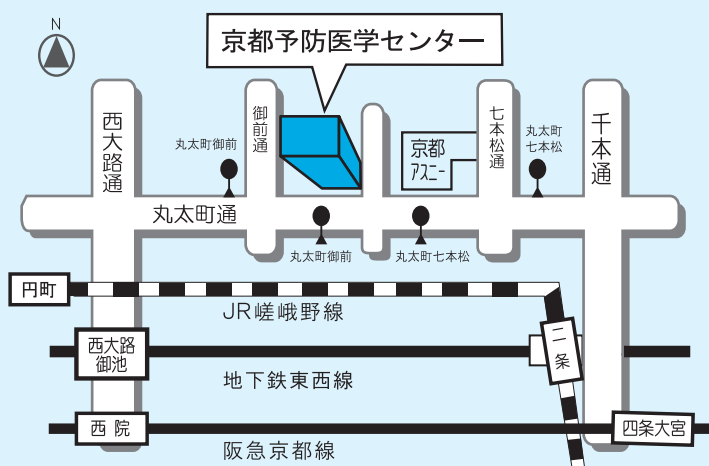 N
京都予防医学センター
西大路通
御前通
七本松通
千本通
丸太町御前
京都
アスニー
丸太町
七本松
丸太町通
丸太町御前
丸太町七本松
円町
JR嵯峨野線
西大路
御池
二条
地下鉄東西線
西院
四条大宮
阪急京都線